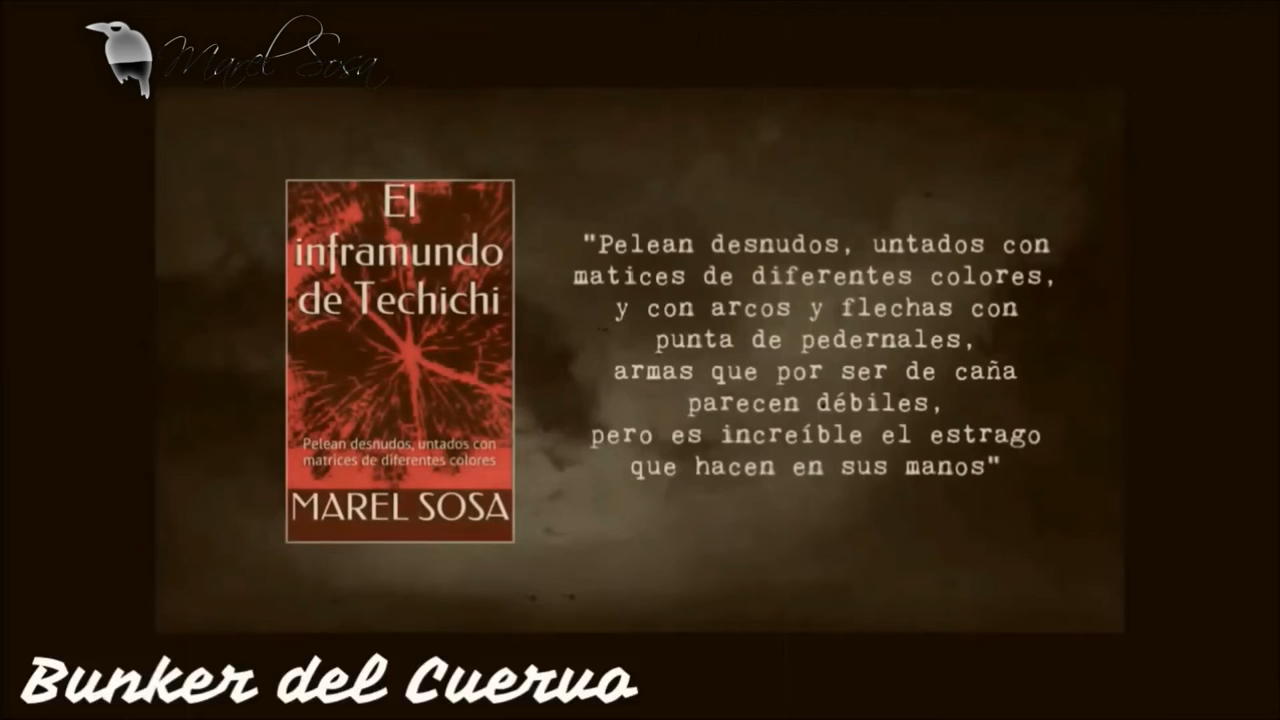 Marel Sosa
El
inframundo
de Techichi
Pelean desnudos, untados con
matrices de diferentes colores
MAREL SOSA
"Pelean desnudos, untados con
matices de diferentes colores,
y con arcos y flechas con
punta de pedernales,
armas que por ser de caña
parecen débiles,
pero es increíble el estrago
que hacen en sus manos"
Bunker del Cuervo